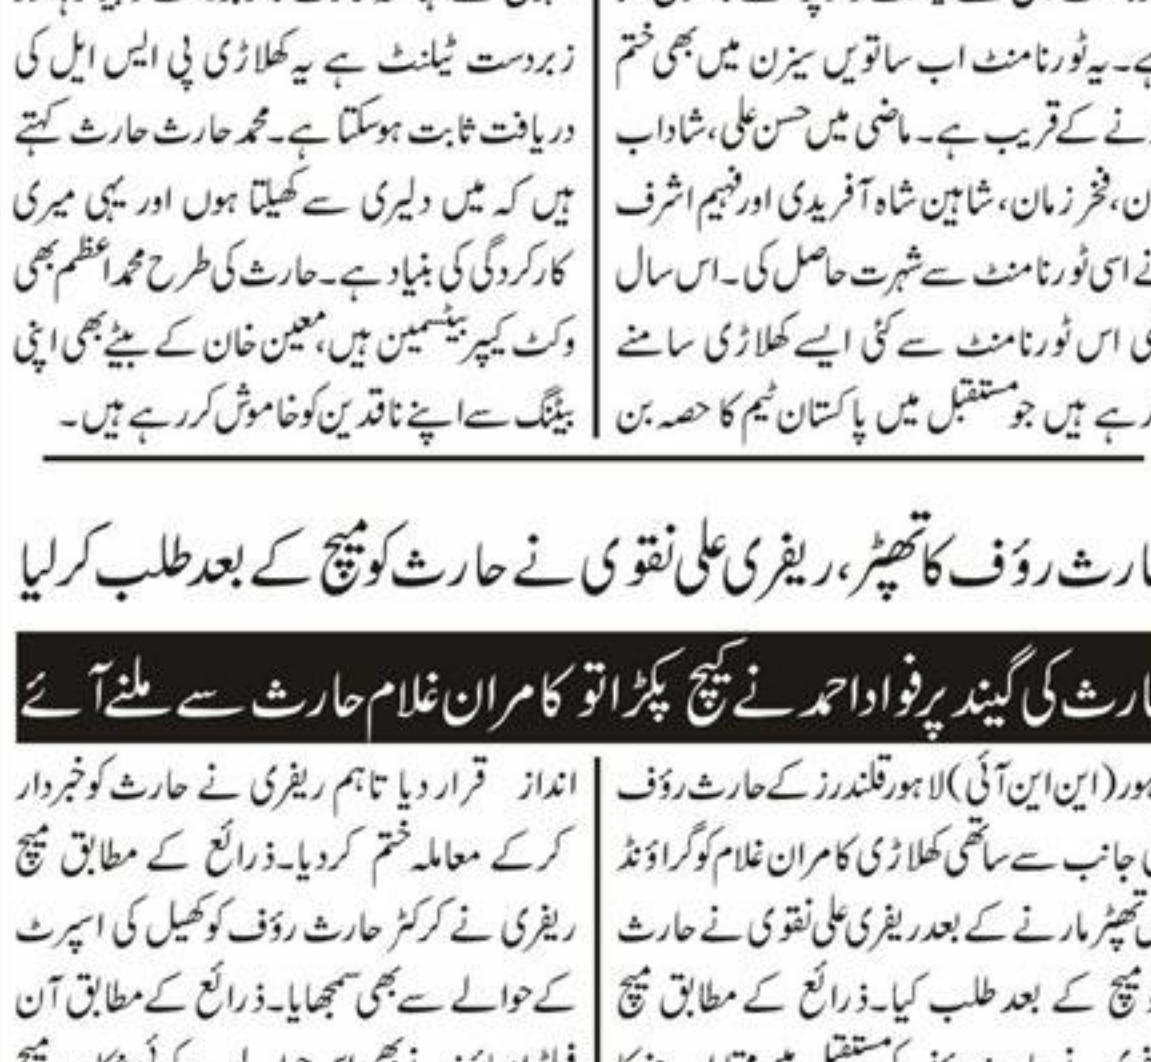 ہے۔یہ ٹورنامنٹ اب ساتویں سیزن میں بھی ختم
نے کے قریب ہے۔ماضی میں حسن علی،شاداب
ن،فخر زمان،شاہین شاہ آفریدی اور فہیم اشرف
نے اسی ٹورنامنٹ سے شہرت حاصل کی۔اس سال
ی اس ٹورنامنٹ سے کئی ایسے کھلاڑی سامنے
رہے ہیں جو مستقبل میں پاکستان ٹیم کا حصہ بن
زبردست ٹیلنٹ ہے یہ کھلاڑی پی ایس ایل کی
دریافت ثابت ہوسکتا ہے۔محمد حارث حارث کہتے
ہیں کہ میں دلیری سے کھیلتا ہوں اور یہی میری
کارکردگی کی بنیاد ہے۔حارث کی طرح محمد اعظم بھی
وکٹ کیپر بیٹسمین ہیں،معین خان کے بیٹے بھی اپنی
بیٹنگ سے اپنے ناقدین کو خاموش کررہے ہیں۔
ارث رؤف کا تھپڑ،ریفری علی نقوی نے حارث کو میچ کے بعد طلب کرلیا
ارث کی گیند پر فواد احمد نے کیچ پکڑا تو کامران غلام حارث سے ملنے آئے
ہور(این این آئی)لاہور قلندرز کے حارث رؤف
جانب سے ساتھی کھلاڑی کامران غلام کو گراؤنڈ
تھپڑ مارنے کے بعد ریفری علی نقوی نے حارث
میچ کے بعد طلب کیا۔ذرائع کے مطابق میچ
انداز قرار دیا تاہم ریفری نے حارث کو خبردار
کرکے معاملہ ختم کردیا۔ذرائع کے مطابق میچ
ریفری نے کرکٹر حارث رؤف کو کھیل کی اسپرٹ
کے حوالے سے بھی سمجھایا۔ذرائع کے مطابق آن